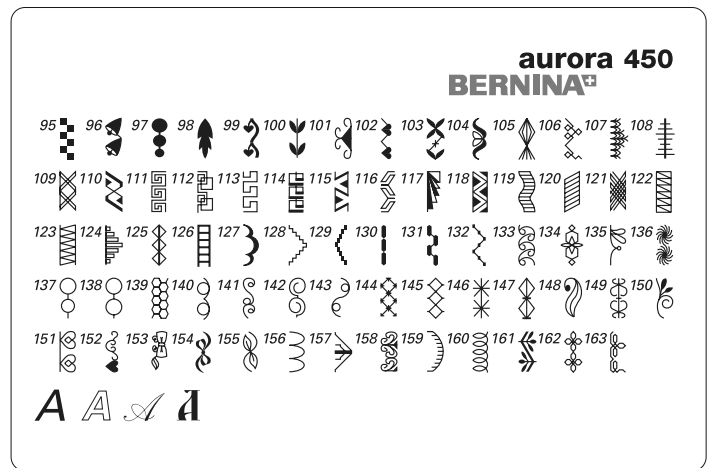 aurora 450
BERNINA
95 96 97 98 99 100 101 102 103 104 105 106 107 108
109 110 111 112 113 114 115 116 117 118 119 120 121 122
123 124 125 126 127 128 129 130 131 132 133 134 135 136
137 138 139 140 141 142 143 144 145 146 147 148 149 150
151 152 153 154 155 156 157 158 159 160 161 162 163
A A A A